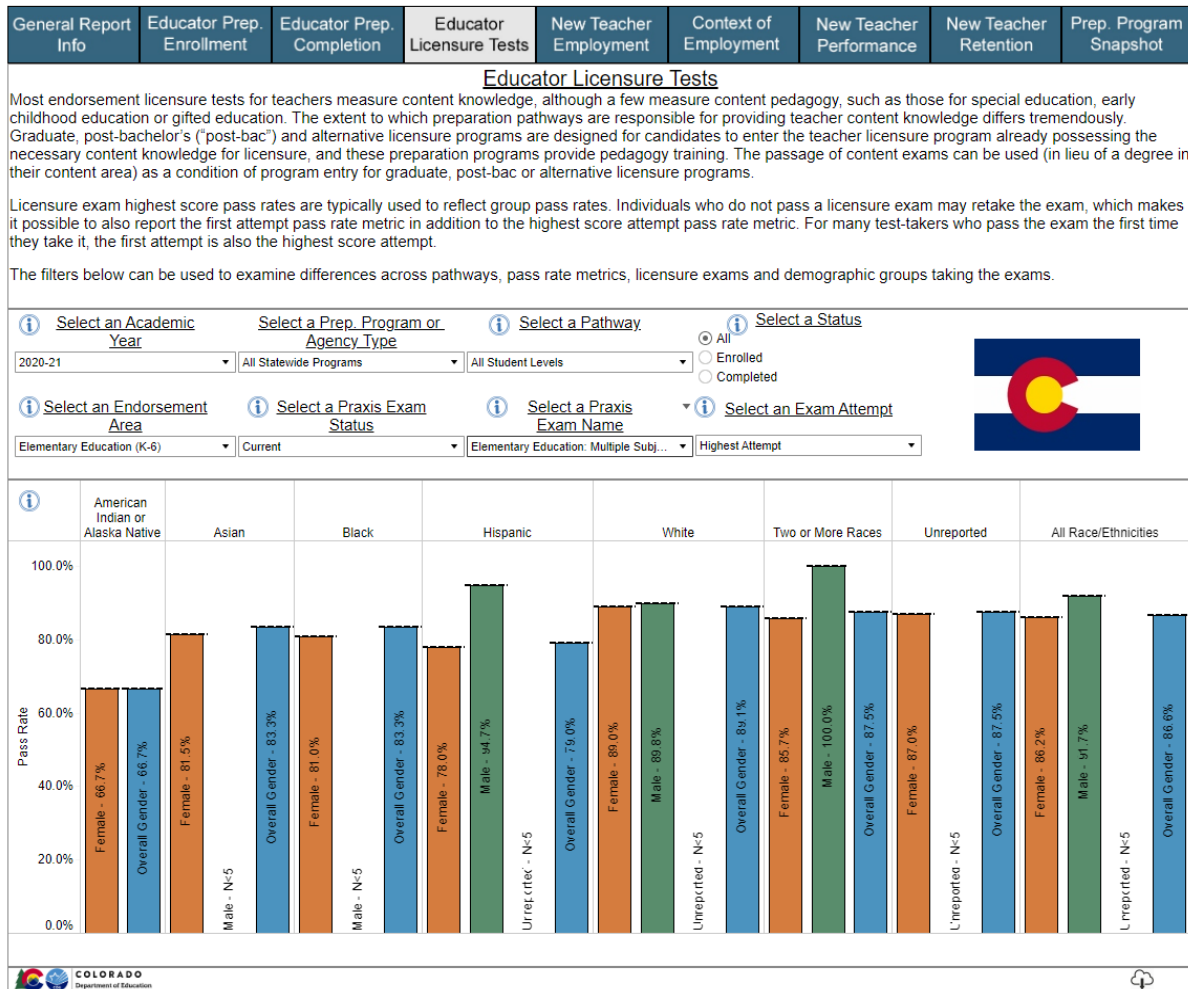 General Report Info
Educator Prep. Enrollment
Educator Prep. Completion
Educator Licensure Tests
New Teacher Employment
Context of Employment
New Teacher Performance
New Teacher Retention
Prep. Program Snapshot
Educator Licensure Tests
Most endorsement licensure tests for teachers measure content knowledge, although a few measure content pedagogy, such as those for special education, early
childhood education or gifted education. The extent to which preparation pathways are responsible for providing teacher content knowledge differs tremendously.
Graduate, post-bachelor's ("post-bac") and alternative licensure programs are designed for candidates to enter the teacher licensure program already possessing the
necessary content knowledge for licensure, and these preparation programs provide pedagogy training. The passage of content exams can be used (in lieu of a degree in
their content area) as a condition of program entry for graduate, post-bac or alternative licensure programs.
Licensure exam highest score pass rates are typically used to reflect group pass rates. Individuals who do not pass a licensure exam may retake the exam, which makes
it possible to also report the first attempt pass rate metric in addition to the highest score attempt pass rate metric. For many test-takers who pass the exam the first time
they take it, the first attempt is also the highest score attempt.
The filters below can be used to examine differences across pathways, pass rate metrics, licensure exams and demographic groups taking the exams.
Select an Academic
Year
2020-21
Select a Prep. Program or
Agency Type
All Statewide Programs
Select a Pathway
All Student Levels
Select a Status
All
Enrolled
Completed
Select an Endorsement
Area
Elementary Education (K-6)
Select a Praxis Exam
Status
Current
Select a Praxis
Exam Name
Elementary Education: Multiple Subj...
Select an Exam Attempt
Highest Attempt
American
Indian or
Alaska Native
Asian
Black
Hispanic
White
Two or More Races
Unreported
All Race/Ethnicities
Pass Rate
100.0%
80.0%
60.0%
40.0%
20.0%
0.0%
Female - 66.7%
Overall Gender - 66.7%
Female - 81.5%
Male - N<5
Overall Gender - 83.3%
Female - 81.0%
Male - N<5
Overall Gender - 83.3%
Female - 78.0%
Male - 94.7%
Unreported - N<5
Overall Gender - 79.0%
Female - 89.0%
Male - 89.8%
Unreported - N<5
Overall Gender - 89.1%
Female - 85.7%
Male - 100.0%
Overall Gender - 87.5%
Female - 87.0%
Unreported - N<5
Overall Gender - 87.5%
Female - 86.2%
Male - 91.7%
Unreported - N<5
Overall Gender - 86.6%
COLORADO
Department of Education